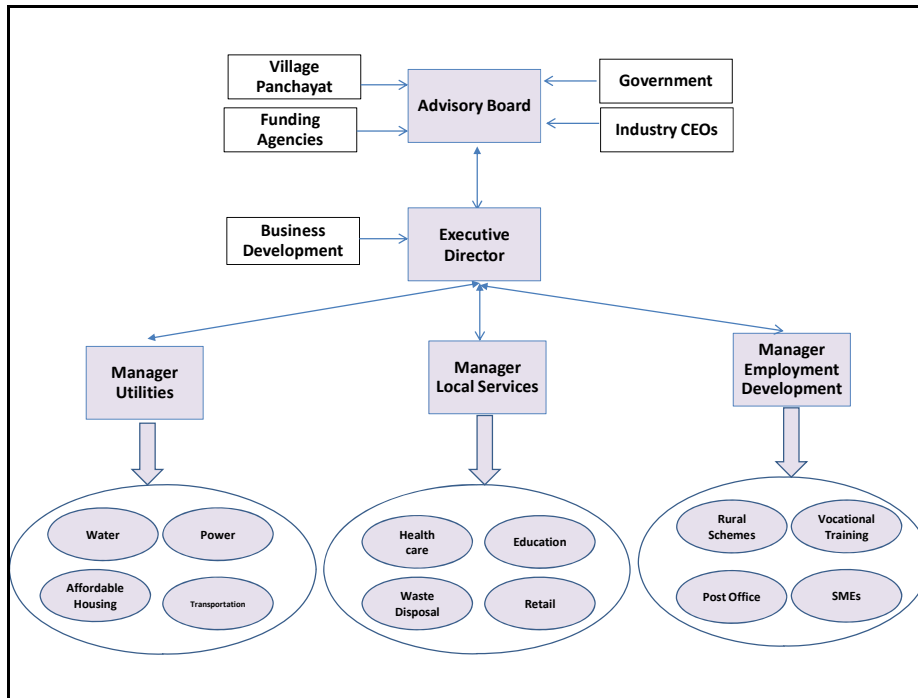 Village
Panchayat
Government
Advisory Board
Funding
Agencies
Industry CEOs
Business
Development
Executive
Director
Manager
Utilities
Manager
Local Services
Manager
Employment
Development
Water
Power
Affordable
Housing
Transportation
Health
care
Education
Waste
Disposal
Retail
Rural
Schemes
Vocational
Training
Post Office
SMEs